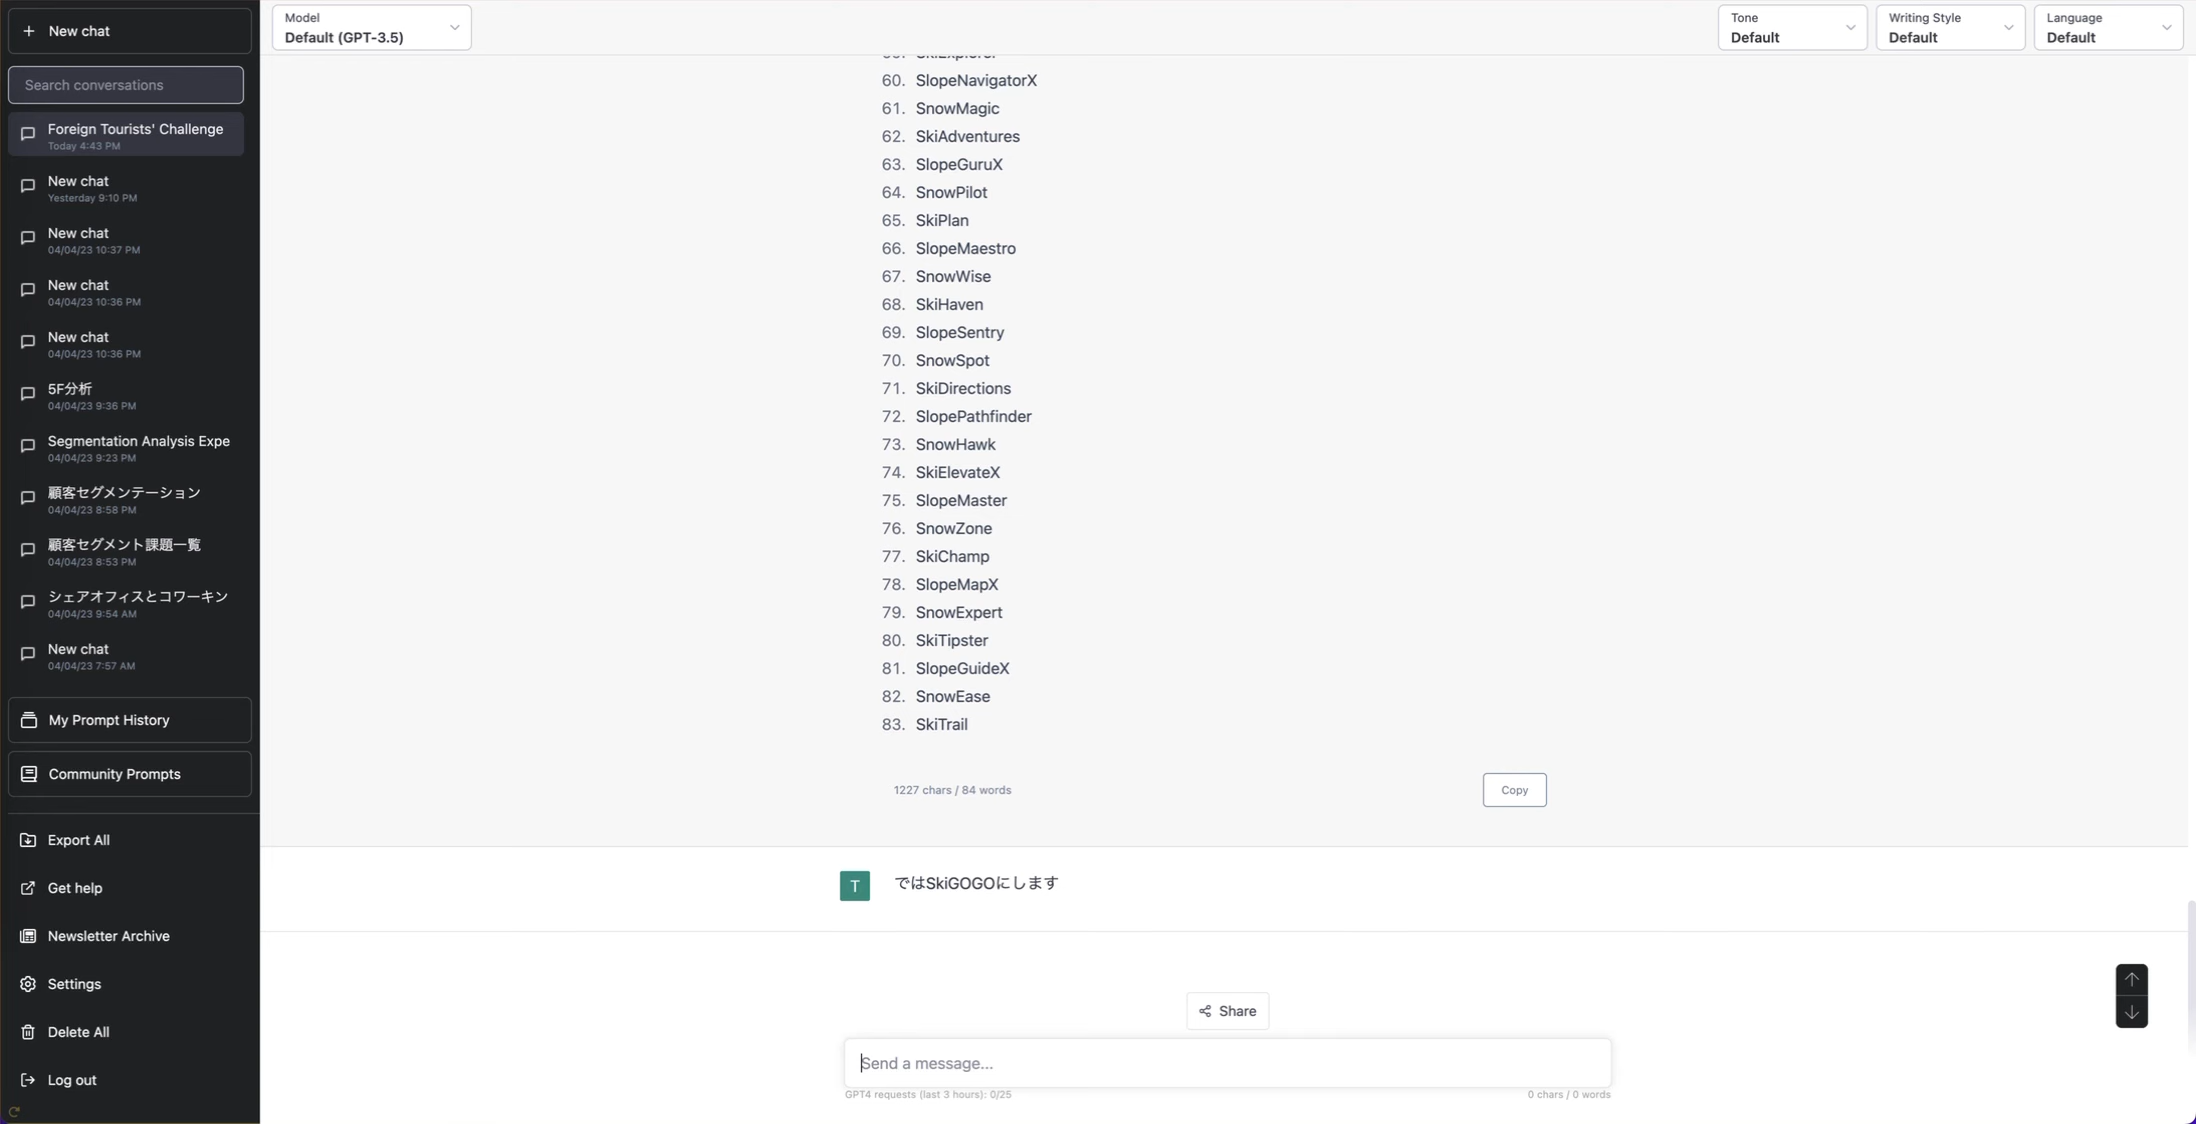 New chat
Search conversations
Foreign Tourists' Challenge
Today 4:43 PM
New chat
Yesterday 9:10 PM
New chat
04/04/23 10:37 PM
New chat
04/04/23 10:36 PM
New chat
04/04/23 10:36 PM
5F分析
04/04/23 9:36 PM
Segmentation Analysis Expe
04/04/23 9:23 PM
顧客セグメンテーション
04/04/23 8:58 PM
顧客セグメント課題一覧
04/04/23 8:53 PM
シェアオフィスとコワーキン
04/04/23 9:54 AM
New chat
04/04/23 7:57 AM
My Prompt History
Community Prompts
Export All
Get help
Newsletter Archive
Settings
Delete All
Log out
Model
Default (GPT-3.5)
Tone
Default
Writing Style
Default
Language
Default
60. SlopeNavigatorX
61. SnowMagic
62. SkiAdventures
63. SlopeGuruX
64. SnowPilot
65. SkiPlan
66. SlopeMaestro
67. SnowWise
68. SkiHaven
69. SlopeSentry
70. SnowSpot
71. SkiDirections
72. SlopePathfinder
73. SnowHawk
74. SkiElevateX
75. SlopeMaster
76. SnowZone
77. SkiChamp
78. SlopeMapX
79. SnowExpert
80. SkiTipster
81. SlopeGuideX
82. SnowEase
83. SkiTrail
1227 chars / 84 words
Copy
T
ではSkiGOGOにします
Share
Send a message...
GPT4 requests (last 3 hours): 0/25
0 chars / 0 words